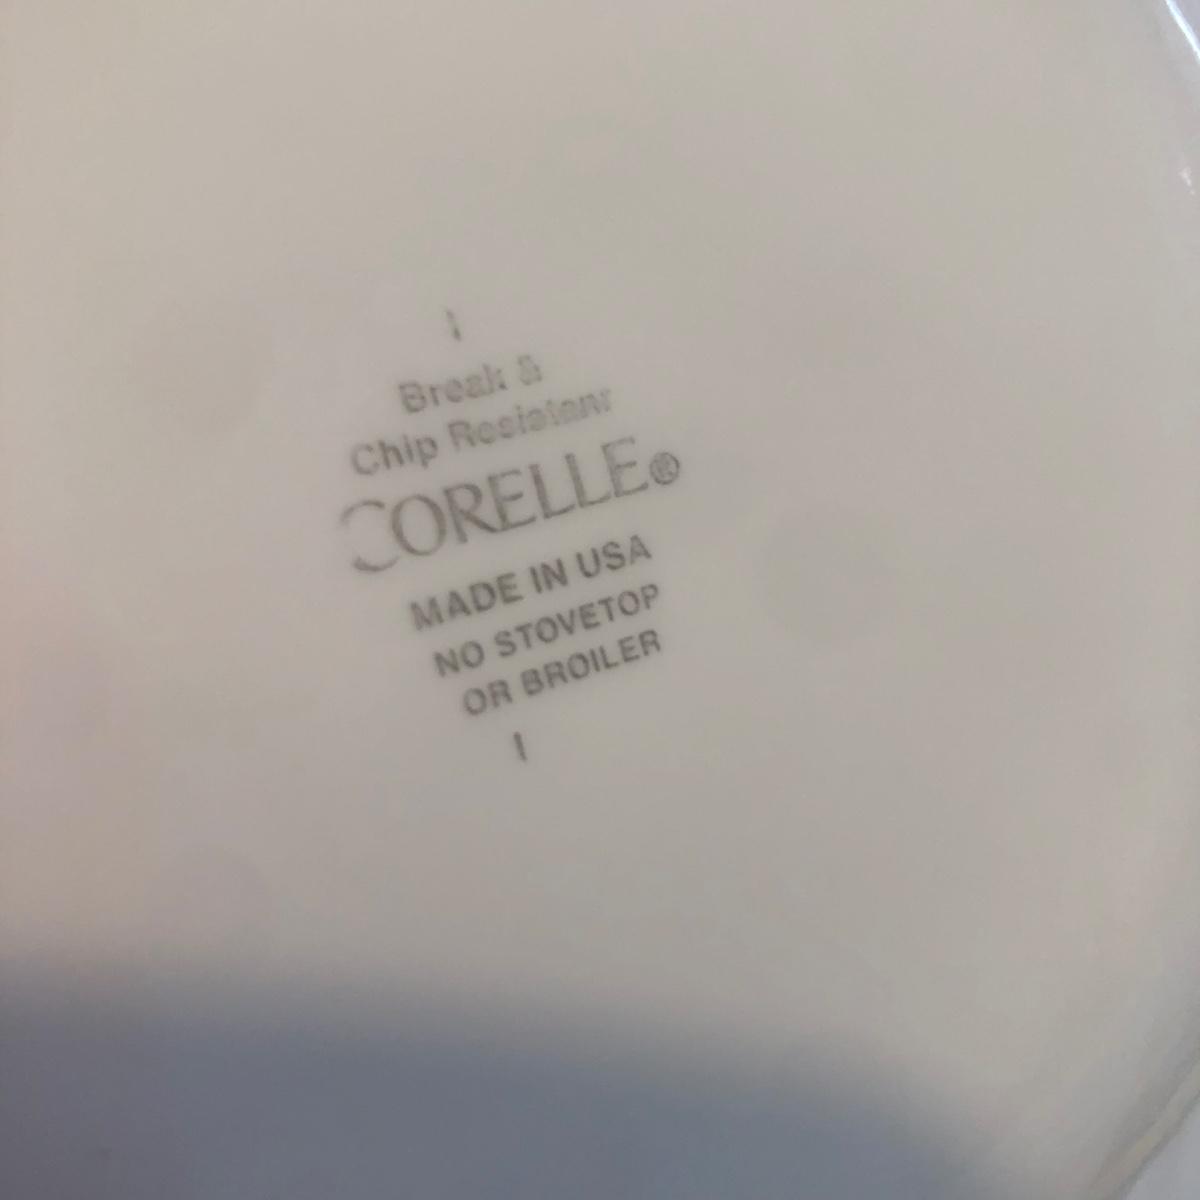 Break &
Chip Resistant
CORELLE®
MADE IN USA
NO STOVETOP
OR BROILER